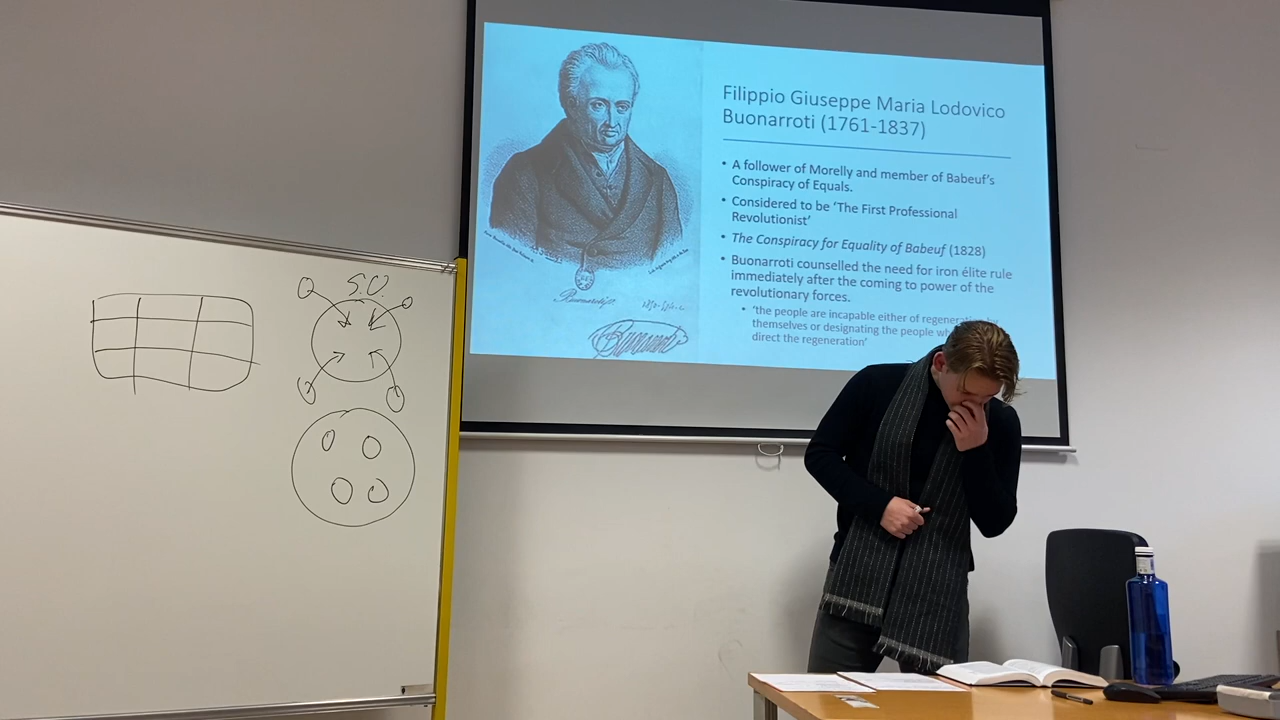 S.U.
Filippio Giuseppe Maria Lodovico
Buonarroti (1761-1837)
• A follower of Morelly and member of Babeuf's
Conspiracy of Equals.
• Considered to be 'The First Professional
Revolutionist'
• The Conspiracy for Equality of Babeuf (1828)
• Buonarroti counselled the need for iron élite rule
immediately after the coming to power of the
revolutionary forces.
• 'the people are incapable either of
themselves or designating the people
direct the regeneration'
Buonarroti